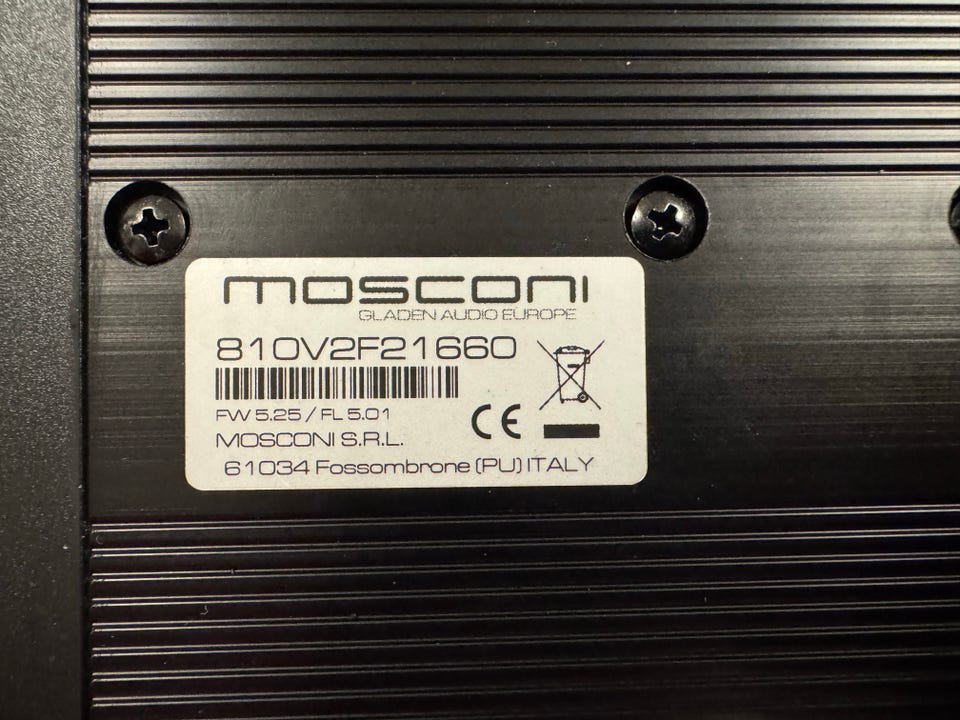 mosconi
GLADEN AUDIO EUROPE
810V2F21660
FW 5.25 / FL 5.01
CE
MOSCONI S.R.L.
61034 Fossombrone (PU) ITALY